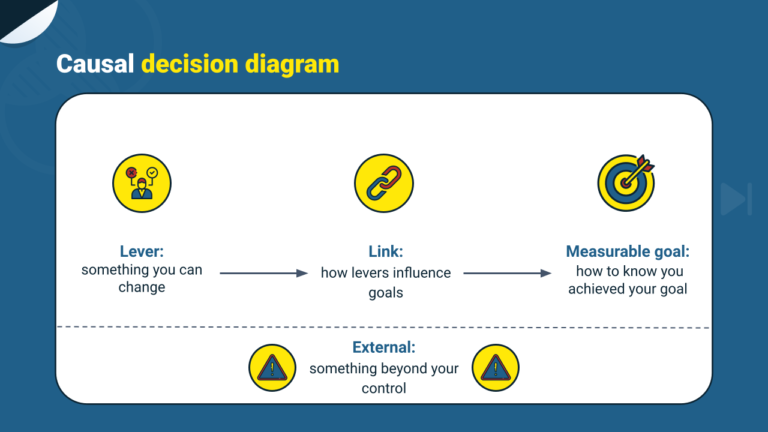 Causal decision diagram
Lever:
something you can
change
Link:
how levers influence
goals
Measurable goal:
how to know you
achieved your goal
External:
something beyond your
control